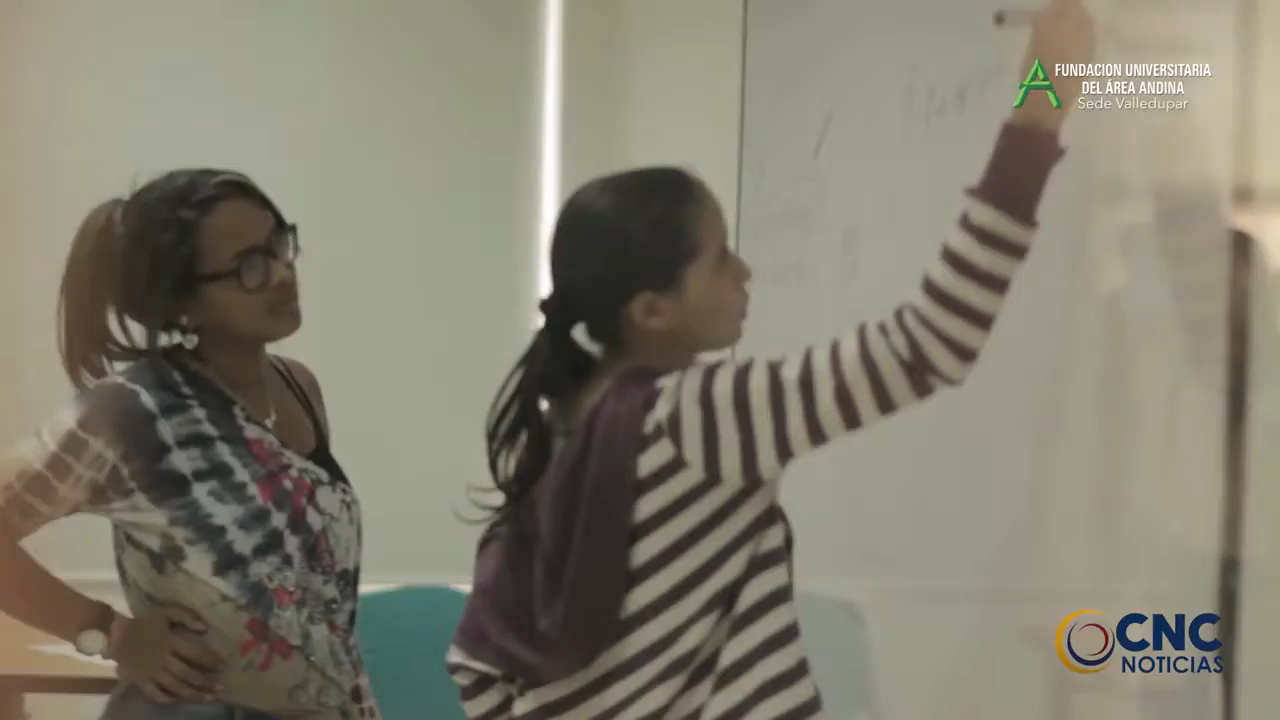 FUNDACION UNIVERSITARIA
DEL ÁREA ANDINA
Sede Valledupar
CNC
NOTICIAS